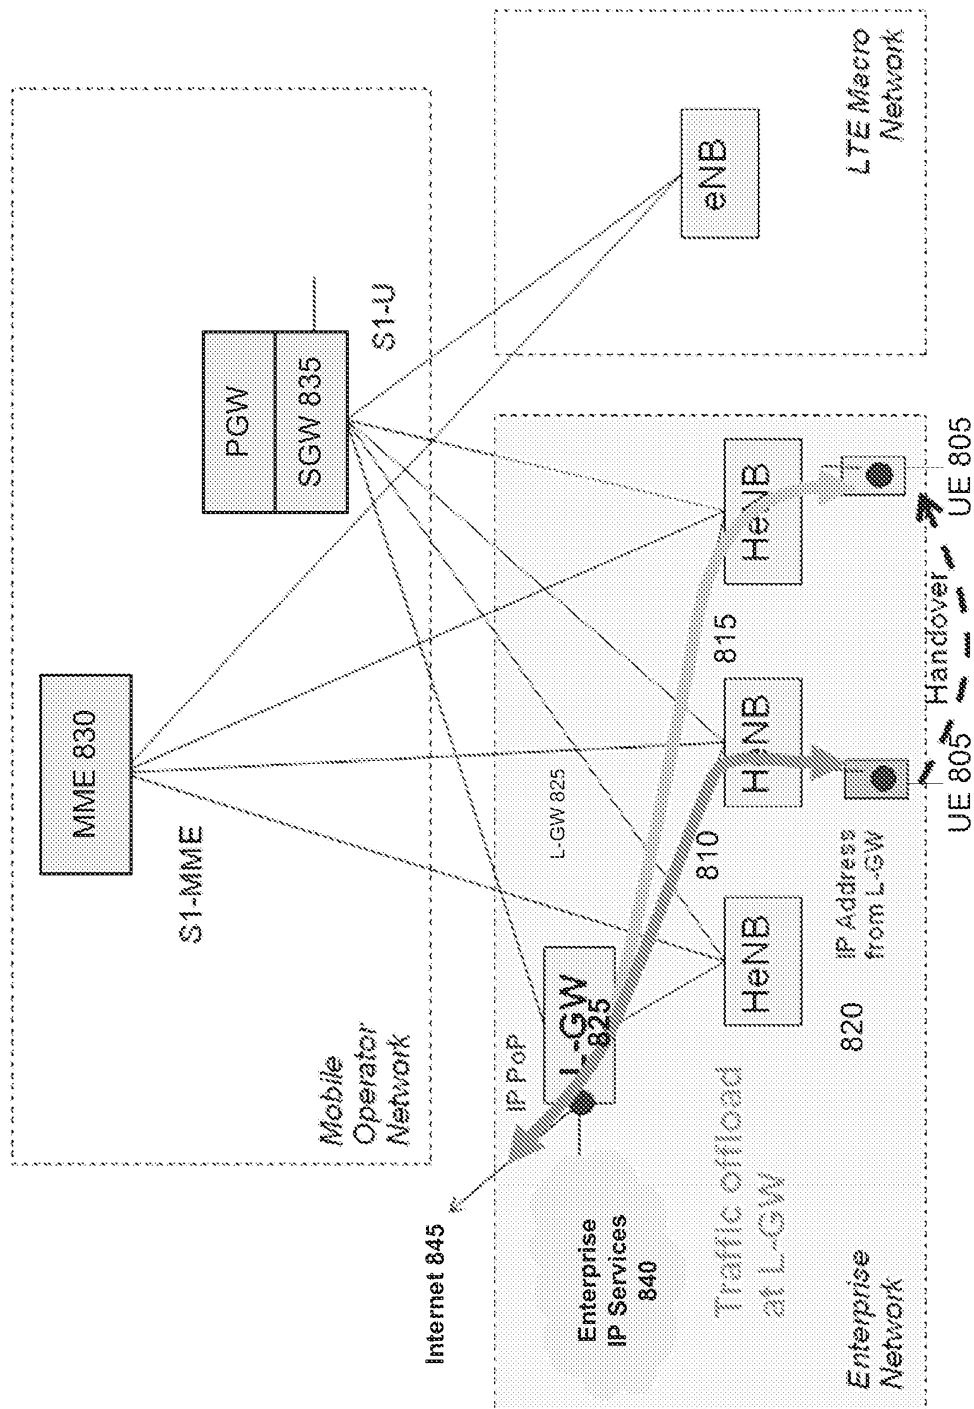 MME 830
S1-MME
PGW
SGW 835
S1-U
Mobile
Operator
Network
eNB
LTE Macro
Network
Internet 845
IP PoP
L-GW
825
L-GW 825
Enterprise
IP Services
840
Traffic offload
at L-GW
HeNB
HeNB
HeNB
810
815
820
IP Address
from L-GW
UE 805
Handover
UE 805
Enterprise
Network